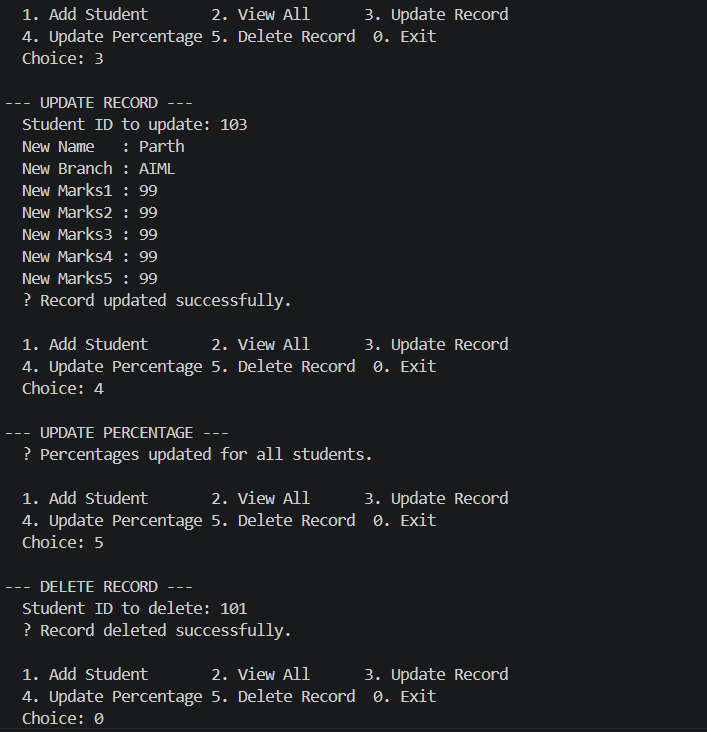 1. Add Student       2. View All      3. Update Record
4. Update Percentage 5. Delete Record  0. Exit
Choice: 3
--- UPDATE RECORD ---
Student ID to update: 103
New Name   : Parth
New Branch : AIML
New Marks1 : 99
New Marks2 : 99
New Marks3 : 99
New Marks4 : 99
New Marks5 : 99
? Record updated successfully.
1. Add Student       2. View All      3. Update Record
4. Update Percentage 5. Delete Record  0. Exit
Choice: 4
--- UPDATE PERCENTAGE ---
? Percentages updated for all students.
1. Add Student       2. View All      3. Update Record
4. Update Percentage 5. Delete Record  0. Exit
Choice: 5
--- DELETE RECORD ---
Student ID to delete: 101
? Record deleted successfully.
1. Add Student       2. View All      3. Update Record
4. Update Percentage 5. Delete Record  0. Exit
Choice: 0